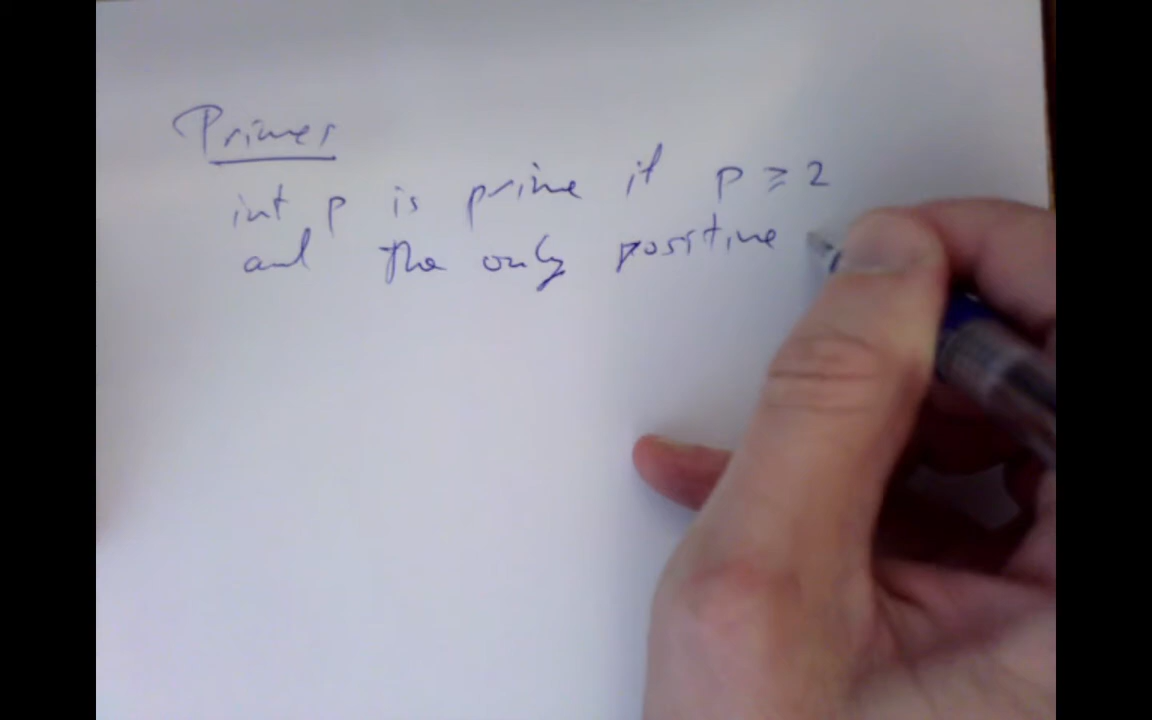 Primes
int p is prime if p ≥ 2
and the only positive